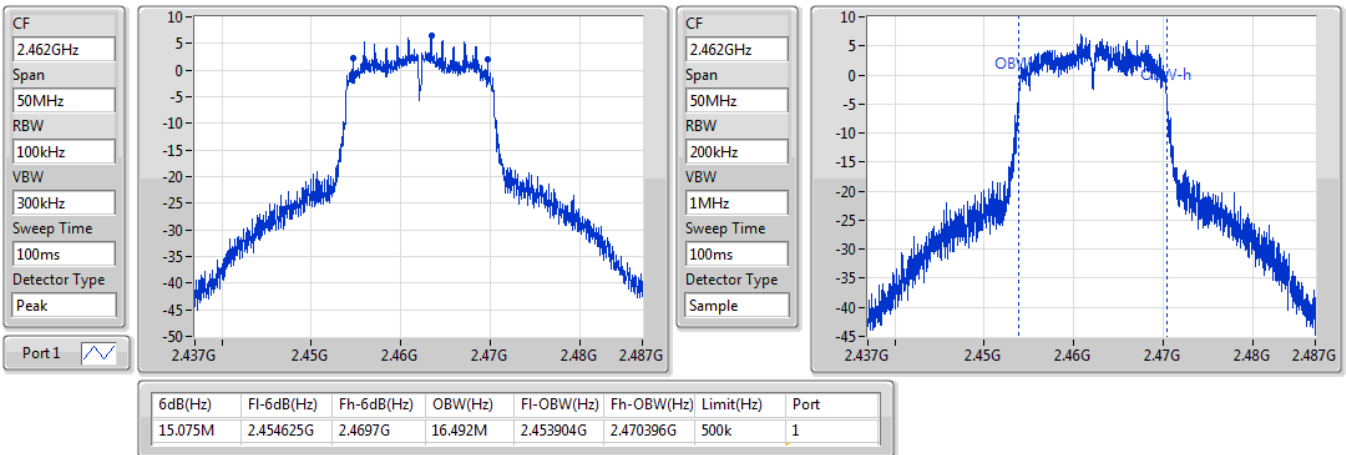 CF
2.462GHz
Span
50MHz
RBW
100kHz
VBW
300kHz
Sweep Time
100ms
Detector Type
Peak
Port 1
10
5
0
-5
-10
-15
-20
-25
-30
-35
-40
-45
-50
2.437G 2.45G 2.46G 2.47G 2.48G 2.487G
CF
2.462GHz
Span
50MHz
RBW
200kHz
VBW
1MHz
Sweep Time
100ms
Detector Type
Sample
10
5
0
-5
-10
-15
-20
-25
-30
-35
-40
-45
2.437G 2.45G 2.46G 2.47G 2.48G 2.487G
6dB(Hz) Fl-6dB(Hz) Fh-6dB(Hz) OBW(Hz) Fl-OBW(Hz) Fh-OBW(Hz) Limit(Hz) Port
15.075M 2.454625G 2.4697G 16.492M 2.453904G 2.470396G 500k 1